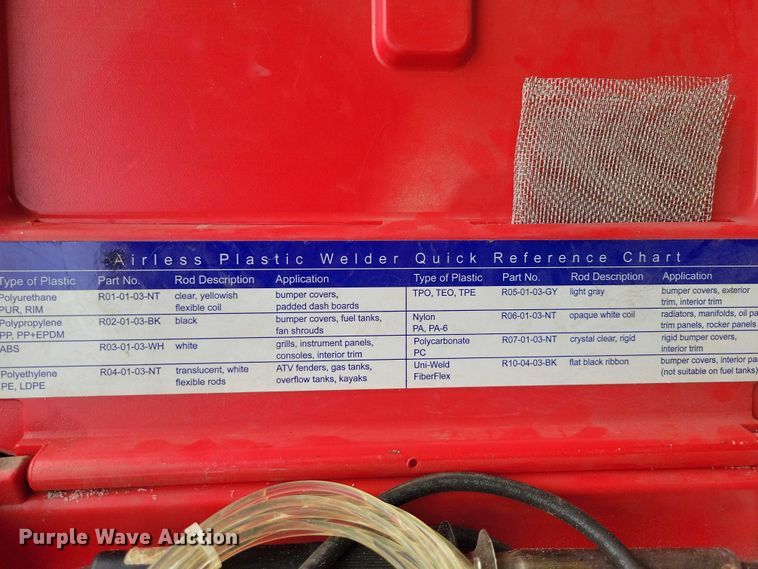 Airless Plastic Welder Quick Reference Chart
Type of Plastic Part No. Rod Description Application Type of Plastic Part No. Rod Description Application
Polyurethane R01-01-03-NT clear, yellowish bumper covers, TPO, TEO, TPE R05-01-03-GY light gray bumper covers, exterior
PUR, RIM flexible coil padded dash boards trim, interior trim
Polypropylene R02-01-03-BK black bumper covers, fuel tanks, Nylon R06-01-03-NT opaque white coil radiators, manifolds, oil pa
PP, PP+EPDM fan shrouds PA, PA-6 trim panels, rocker panels
ABS R03-01-03-WH white grills, instrument panels, Polycarbonate R07-01-03-NT crystal clear, rigid rigid bumper covers,
consoles, interior trim PC interior trim
Polyethylene R04-01-03-NT translucent, white ATV fenders, gas tanks, Uni-Weld R10-04-03-BK flat black ribbon bumper covers, interior pa
PE, LDPE flexible rods overflow tanks, kayaks FiberFlex (not suitable on fuel tanks)
Purple Wave Auction